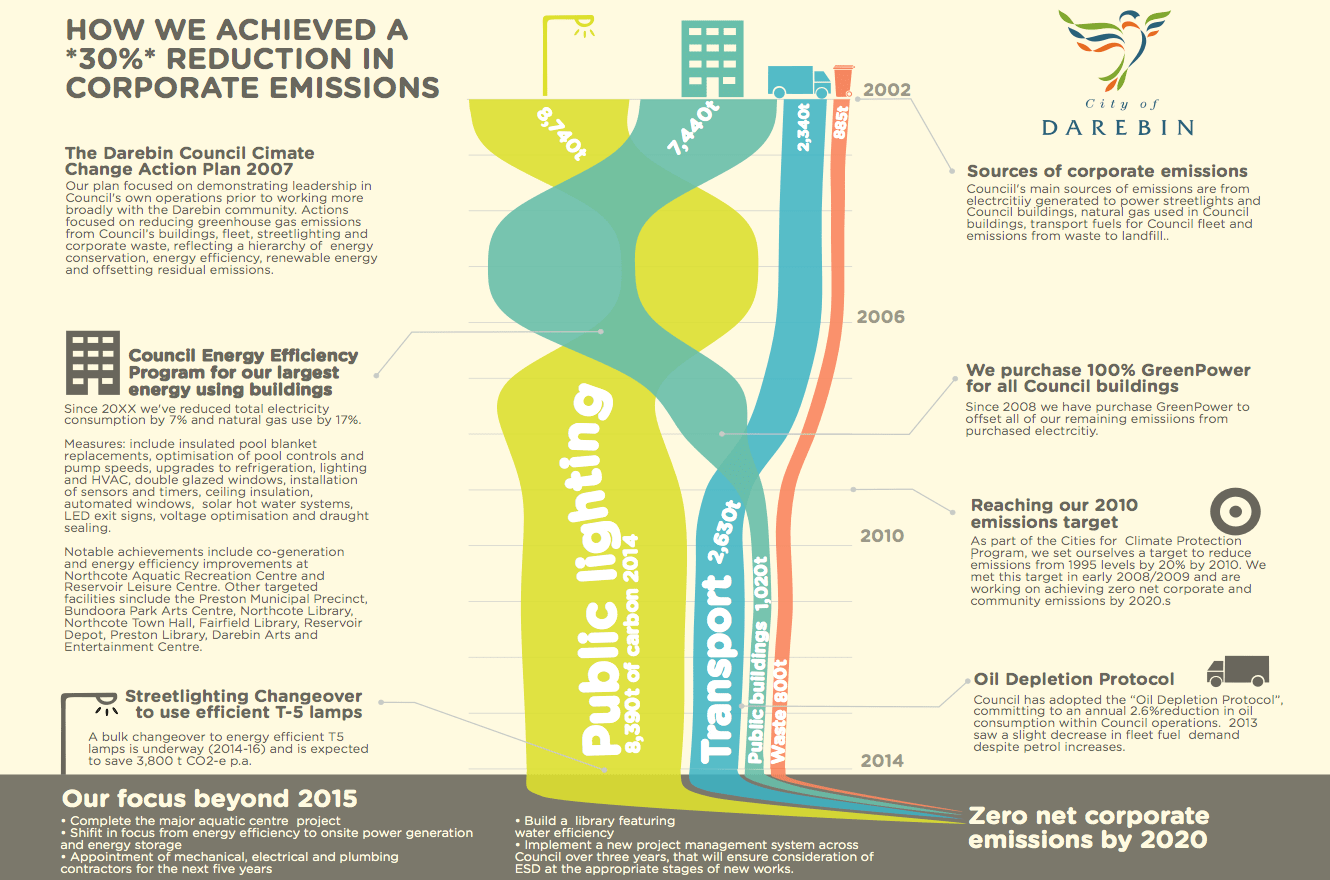 HOW WE ACHIEVED A
*30%* REDUCTION IN
CORPORATE EMISSIONS
The Darebin Council Cimate
Change Action Plan 2007
Our plan focused on demonstrating leadership in
Council's own operations prior to working more
broadly with the Darebin community. Actions
focused on reducing greenhouse gas emissions
from Council's buildings, fleet, streetlighting and
corporate waste, reflecting a hierarchy of energy
conservation, energy efficiency, renewable energy
and offsetting residual emissions.
Council Energy Efficiency
Program for our largest
energy using buildings
Since 20XX we've reduced total electricity
consumption by 7% and natural gas use by 17%.
Measures: include insulated pool blanket
replacements, optimisation of pool controls and
pump speeds, upgrades to refrigeration, lighting
and HVAC, double glazed windows, installation
of sensors and timers, ceiling insulation,
automated windows, solar hot water systems,
LED exit signs, voltage optimisation and draught
sealing.
Notable achievements include co-generation
and energy efficiency improvements at
Northcote Aquatic Recreation Centre and
Reservoir Leisure Centre. Other targeted
facilities sinclude the Preston Municipal Precinct,
Bundoora Park Arts Centre, Northcote Library,
Northcote Town Hall, Fairfield Library, Reservoir
Depot, Preston Library, Darebin Arts and
Entertainment Centre.
Streetlighting Changeover
to use efficient T-5 lamps
A bulk changeover to energy efficient T5
lamps is underway (2014-16) and is expected
to save 3,800 t CO2-e p.a.
8,740t
7,440t
2,340t
885t
2002
2006
2010
2014
Public lighting
8,390t of carbon 2014
Transport 2,630t
Public buildings 1,020t
Waste 800t
City of
DAREBIN
Sources of corporate emissions
Counciil's main sources of emissions are from
electrcitiiy generated to power streetlights and
Council buildings, natural gas used in Council
buildings, transport fuels for Council fleet and
emissions from waste to landfill..
We purchase 100% GreenPower
for all Council buildings
Since 2008 we have purchase GreenPower to
offset all of our remaining emissiions from
purchased electrcitiy.
Reaching our 2010
emissions target
As part of the Cities for Climate Protection
Program, we set ourselves a target to reduce
emissions from 1995 levels by 20% by 2010. We
met this target in early 2008/2009 and are
working on achieving zero net corporate and
community emissions by 2020.s
Oil Depletion Protocol
Council has adopted the “Oil Depletion Protocol”,
committing to an annual 2.6%reduction in oil
consumption within Council operations. 2013
saw a slight decrease in fleet fuel demand
despite petrol increases.
Our focus beyond 2015
• Complete the major aquatic centre project
• Shifit in focus from energy efficiency to onsite power generation
and energy storage
• Appointment of mechanical, electrical and plumbing
contractors for the next five years
• Build a library featuring
water efficiency
• Implement a new project management system across
Council over three years, that will ensure consideration of
ESD at the appropriate stages of new works.
Zero net corporate
emissions by 2020